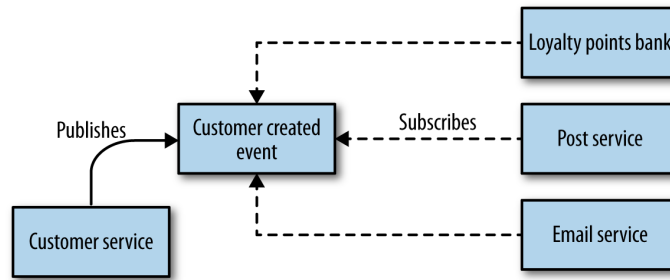 Loyalty points bank
Publishes
Customer created
event
Subscribes
Post service
Customer service
Email service